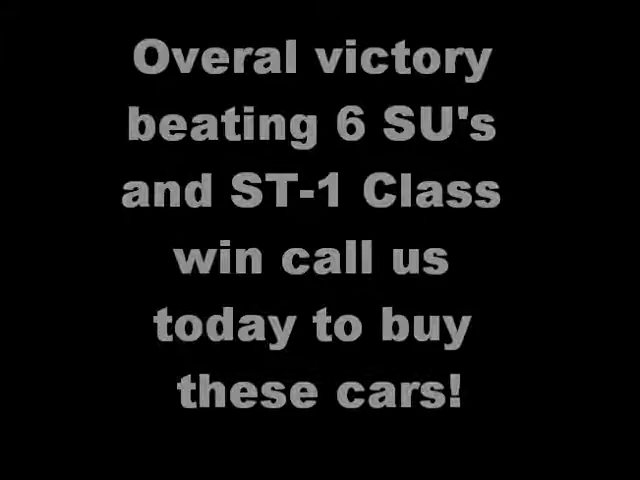 Overal victory
beating 6 SU's
and ST-1 Class
win call us
today to buy
these cars!